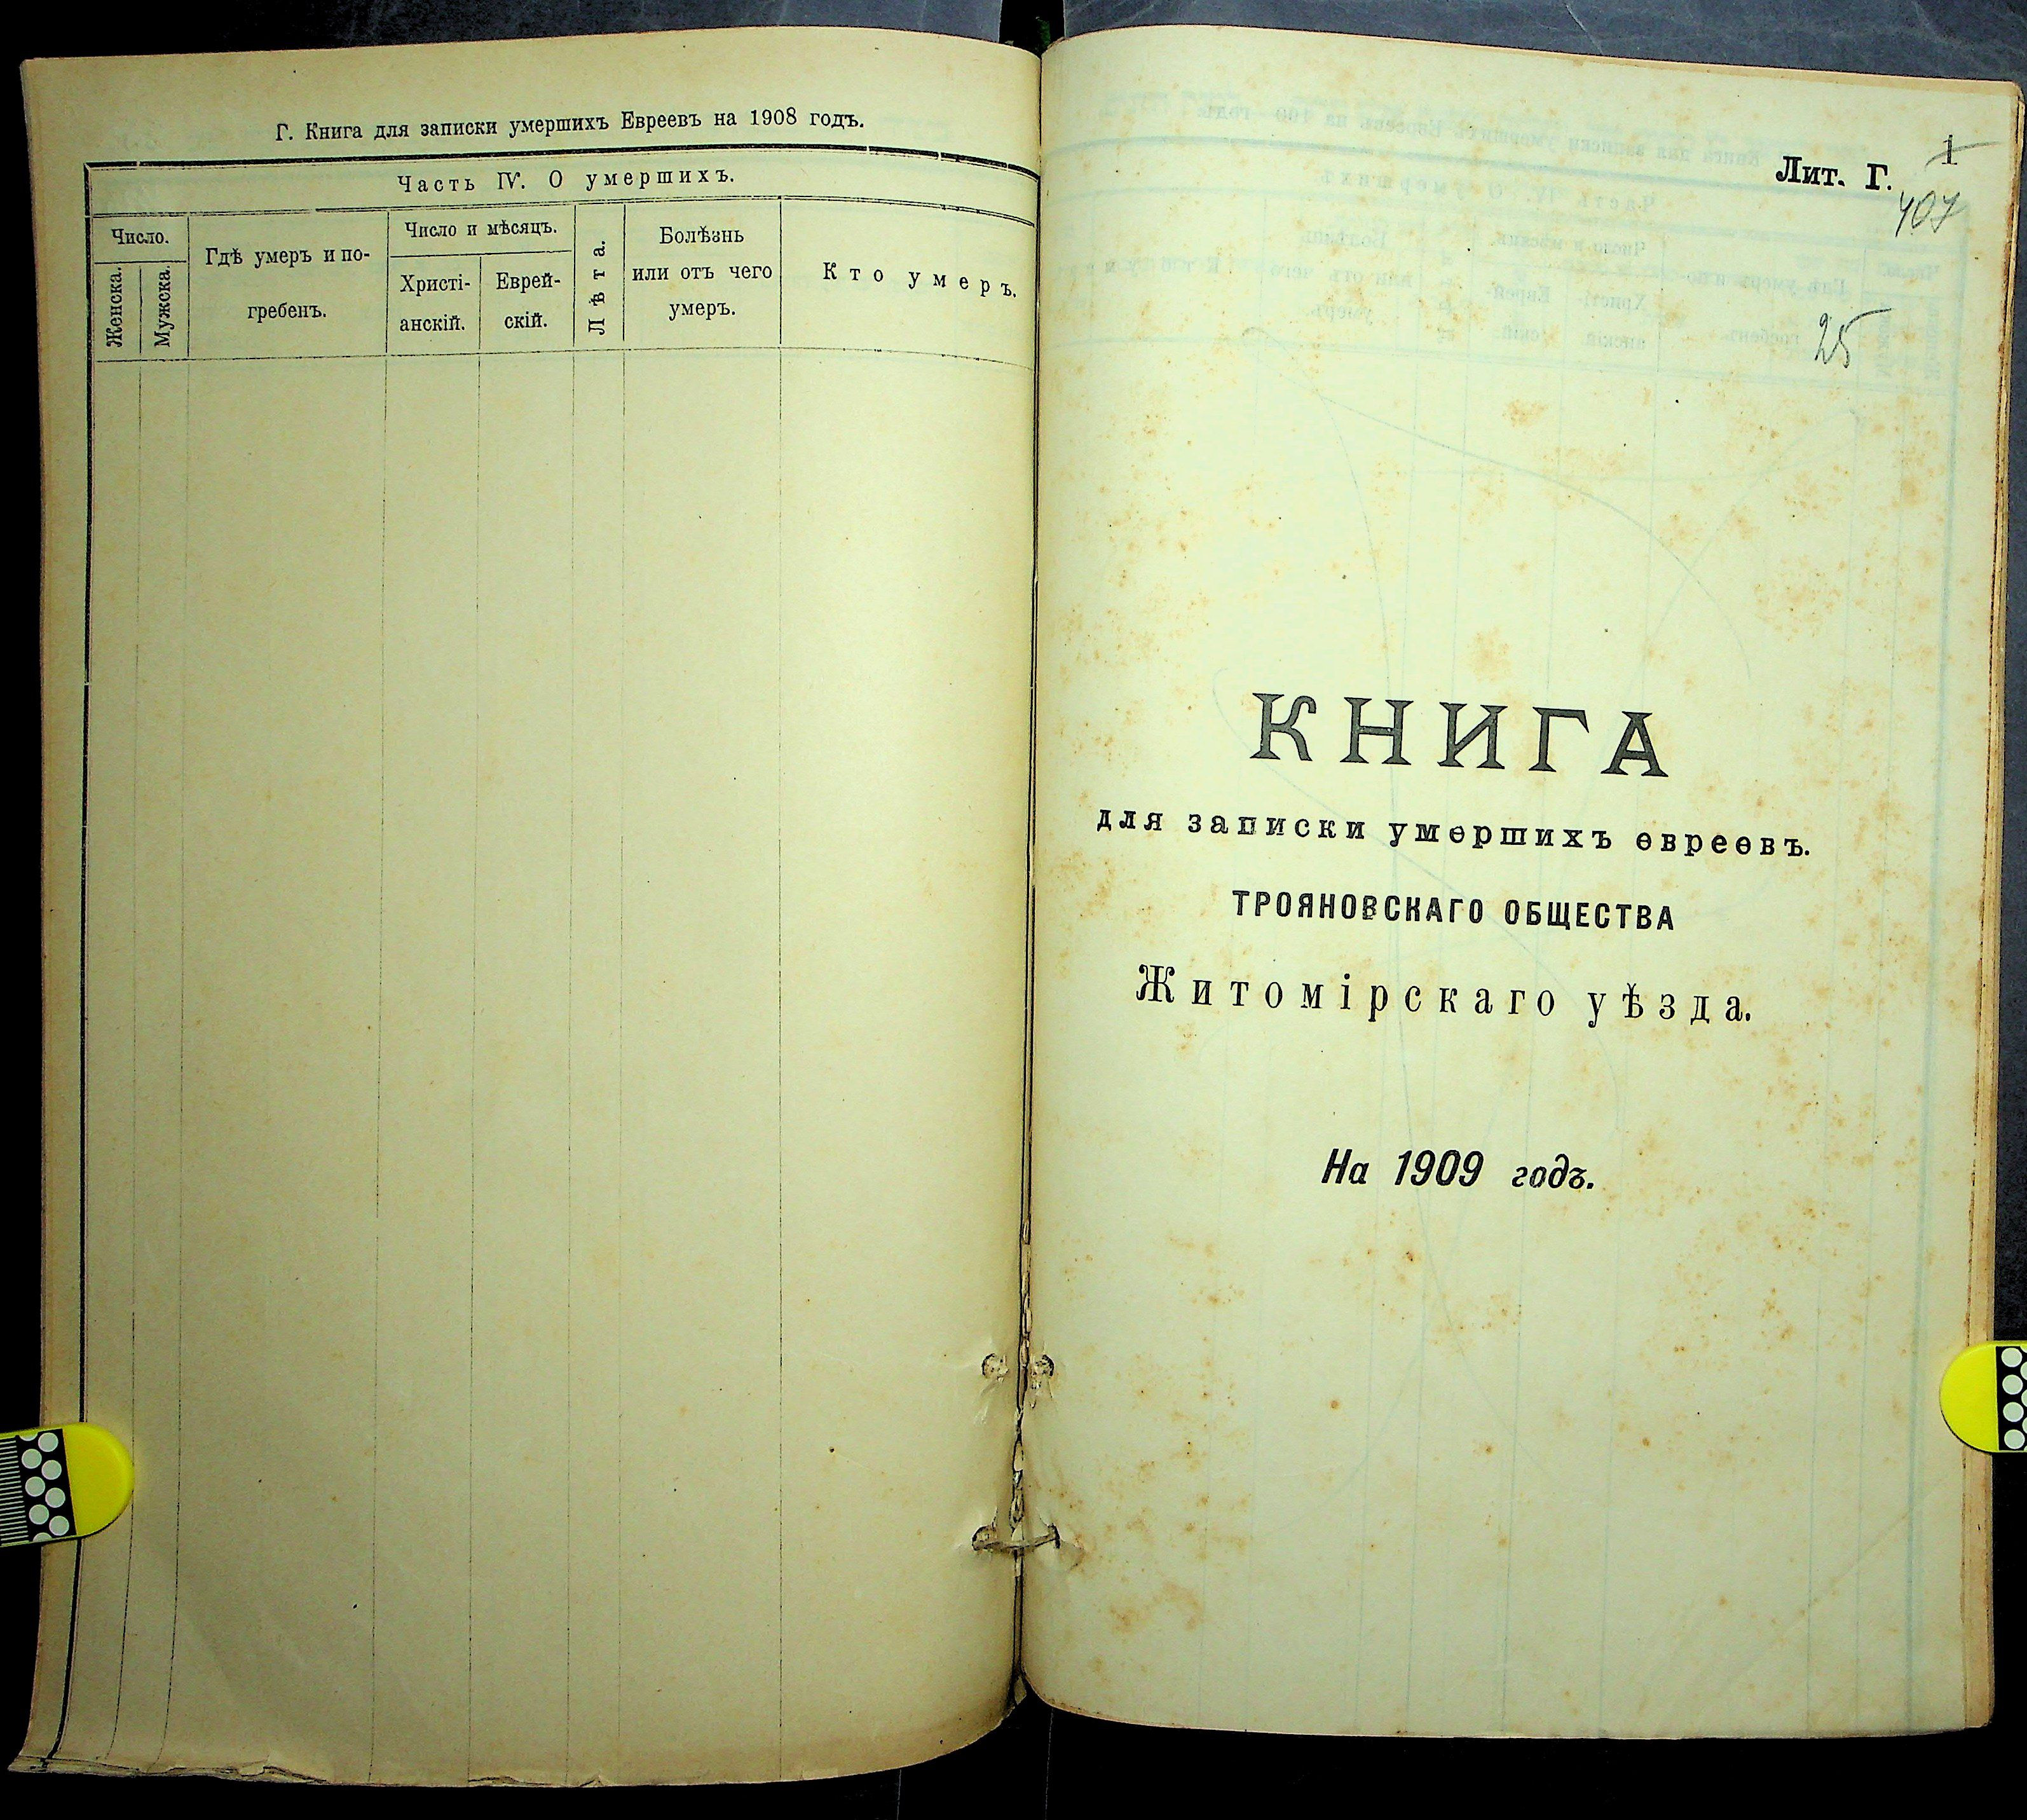 Г. Книга для записки умершихъ Евреевъ на 1908 годъ.
Часть IV. О умершихъ.
Число.
Женска.
Мужска.
Гдѣ умеръ и по-
гребенъ.
Число и мѣсяцъ.
Христі-
анскій.
Еврей-
скій.
Лѣта.
Болѣзнь
или отъ чего
умеръ.
Кто умеръ.
1
Лит. Г.
407
25
КНИГА
для записки умершихъ евреевъ.
ТРОЯНОВСКАГО ОБЩЕСТВА
Житомірскаго уѣзда.
На 1909 годъ.